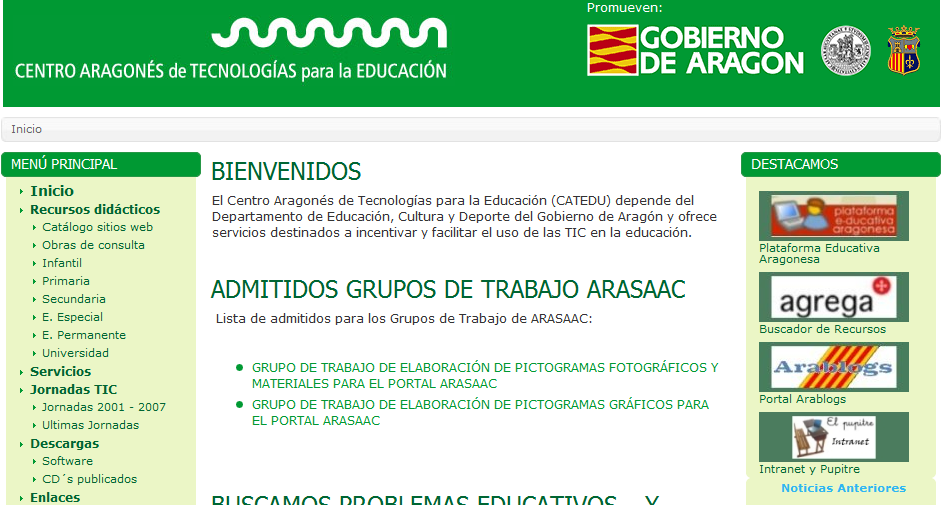 Promueven:
CENTRO ARAGONÉS de TECNOLOGÍAS para la EDUCACIÓN
GOBIERNO
DE ARAGON
Inicio
MENÚ PRINCIPAL
Inicio
Recursos didácticos
Catálogo sitios web
Obras de consulta
Infantil
Primaria
Secundaria
E. Especial
E. Permanente
Universidad
Servicios
Jornadas TIC
Jornadas 2001 - 2007
Ultimas Jornadas
Descargas
Software
CD´s publicados
Enlaces
BIENVENIDOS
El Centro Aragonés de Tecnologías para la Educación (CATEDU) depende del
Departamento de Educación, Cultura y Deporte del Gobierno de Aragón y ofrece
servicios destinados a incentivar y facilitar el uso de las TIC en la educación.
ADMITIDOS GRUPOS DE TRABAJO ARASAAC
Lista de admitidos para los Grupos de Trabajo de ARASAAC:
GRUPO DE TRABAJO DE ELABORACIÓN DE PICTOGRAMAS FOTOGRÁFICOS Y
MATERIALES PARA EL PORTAL ARASAAC
GRUPO DE TRABAJO DE ELABORACIÓN DE PICTOGRAMAS GRÁFICOS PARA
EL PORTAL ARASAAC
BUSCAMOS PROBLEMAS EDUCATIVOS... Y
DESTACAMOS
plataforma
e-ducativa
aragonesa
Plataforma Educativa
Aragonesa
agrega
Buscador de Recursos
Arablogs
Portal Arablogs
El pupitre
Intranet
Intranet y Pupitre
Noticias Anteriores